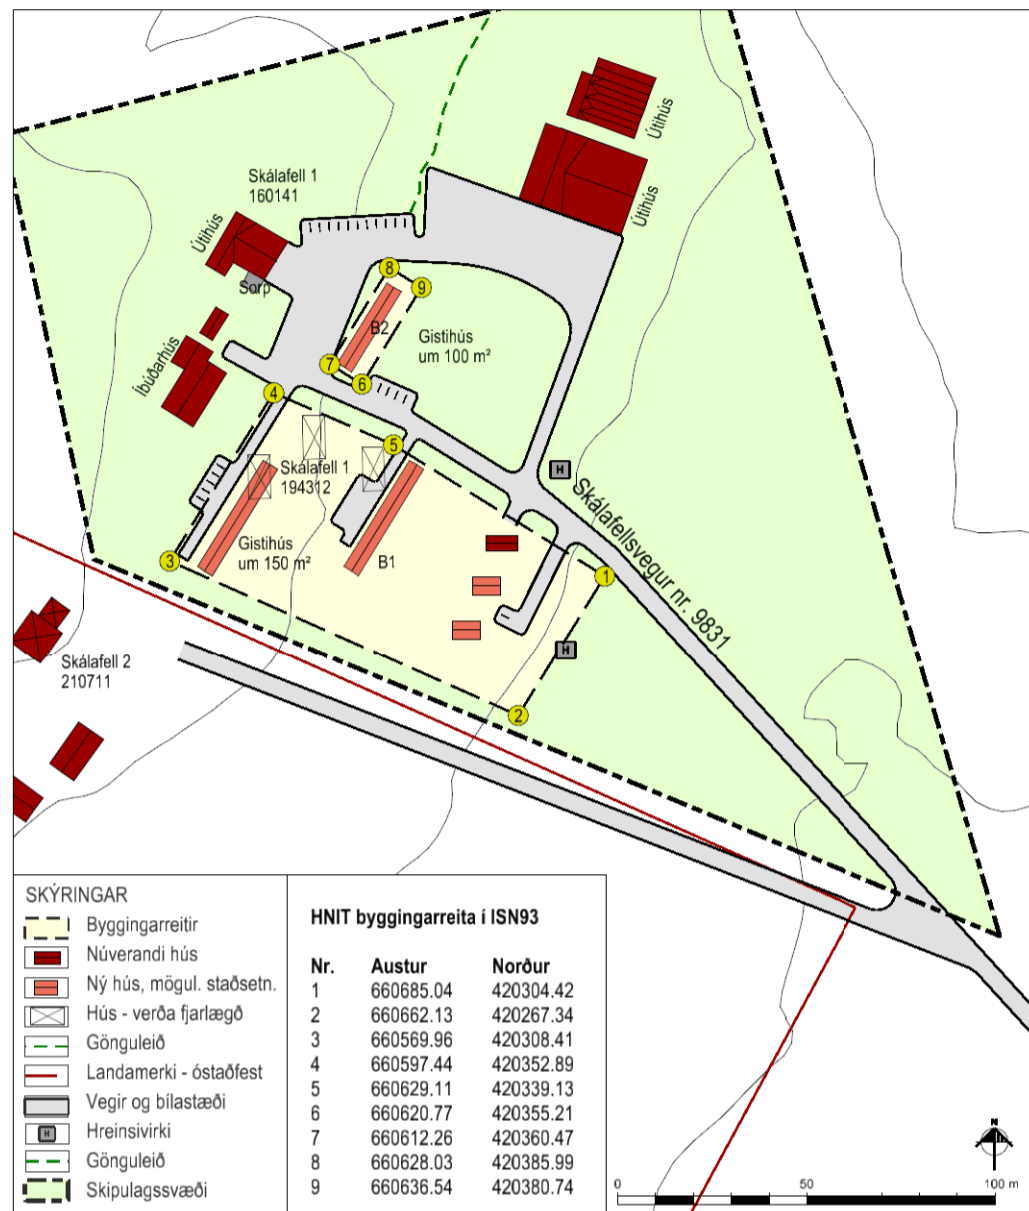 Útihús
Útihús
Skálafell 1
160141
Útihús
Sorp
8
9
B2
Gistihús
um 100 m²
Íbúðarhús
7
6
4
5
Skálafell 1
194312
H
Skálafellsvegur nr. 9831
Gistihús
um 150 m²
B1
3
1
Skálafell 2
210711
H
2
SKÝRINGAR
Byggingarreitir
Núverandi hús
Ný hús, mögul. staðsetn.
Hús - verða fjarlægð
Gönguleið
Landamerki - óstaðfest
Vegir og bílastæði
H Hreinsivirki
Gönguleið
Skipulagssvæði
HNIT byggingarreita í ISN93
Nr. Austur Norður
1 660685.04 420304.42
2 660662.13 420267.34
3 660569.96 420308.41
4 660597.44 420352.89
5 660629.11 420339.13
6 660620.77 420355.21
7 660612.26 420360.47
8 660628.03 420385.99
9 660636.54 420380.74
N
0 50 100 m